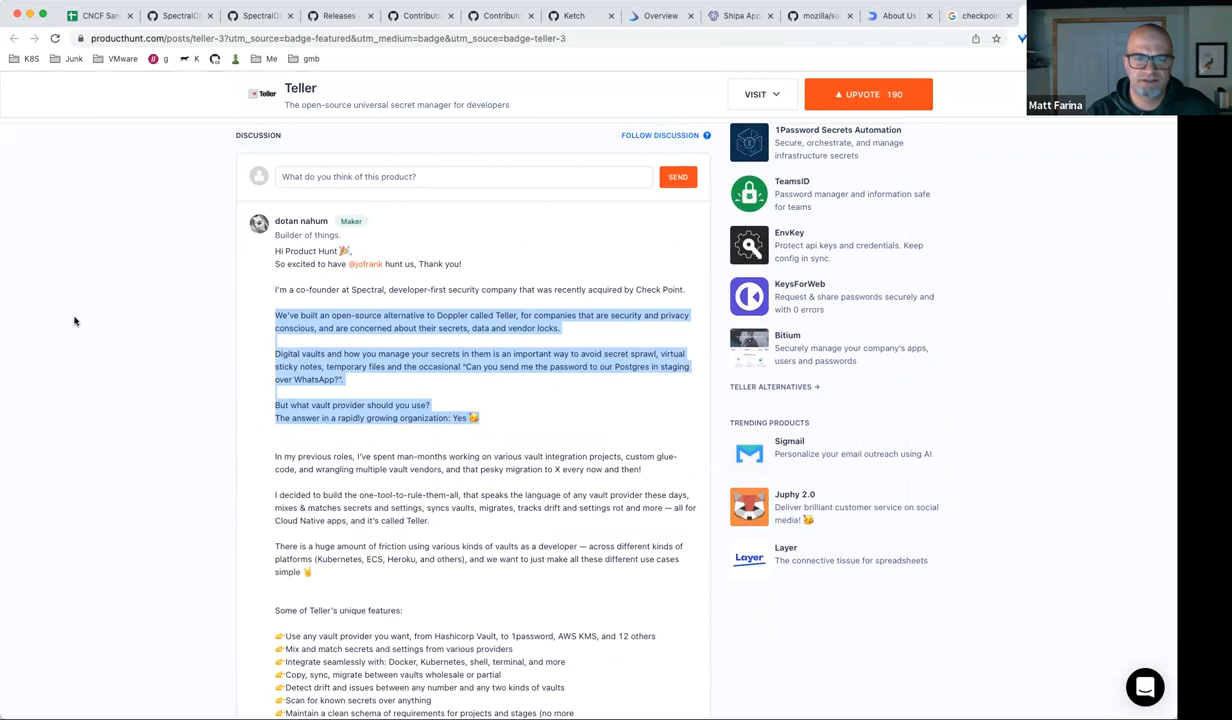 CNCF San
SpectralO
SpectralO
Releases
Contributo
Contributo
Ketch
Overview
Shipa App
mozilla/so
About Us
checkpoin
producthunt.com/posts/teller-3?utm_source=badge-featured&utm_medium=badge&utm_souce=badge-teller-3
K8S
Junk
VMware
g
K
Me
gmb
Matt Farina
Teller
Teller
The open-source universal secret manager for developers
VISIT
UPVOTE 190
DISCUSSION
FOLLOW DISCUSSION
What do you think of this product?
SEND
dotan nahum Maker
Builder of things.
Hi Product Hunt🎉,
So excited to have @jofrank hunt us, Thank you!
I'm a co-founder at Spectral, developer-first security company that was recently acquired by Check Point.
We've built an open-source alternative to Doppler called Teller, for companies that are security and privacy
conscious, and are concerned about their secrets, data and vendor locks.
Digital vaults and how you manage your secrets in them is an important way to avoid secret sprawl, virtual
sticky notes, temporary files and the occasional "Can you send me the password to our Postgres in staging
over WhatsApp?".
But what vault provider should you use?
The answer in a rapidly growing organization: Yes 🥳
In my previous roles, I've spent man-months working on various vault integration projects, custom glue-
code, and wrangling multiple vault vendors, and that pesky migration to X every now and then!
I decided to build the one-tool-to-rule-them-all, that speaks the language of any vault provider these days,
mixes & matches secrets and settings, syncs vaults, migrates, tracks drift and settings rot and more — all for
Cloud Native apps, and it's called Teller.
There is a huge amount of friction using various kinds of vaults as a developer — across different kinds of
platforms (Kubernetes, ECS, Heroku, and others), and we want to just make all these different use cases
simple 🤘
Some of Teller's unique features:
👉Use any vault provider you want, from Hashicorp Vault, to 1password, AWS KMS, and 12 others
👉Mix and match secrets and settings from various providers
👉Integrate seamlessly with: Docker, Kubernetes, shell, terminal, and more
👉Copy, sync, migrate between vaults wholesale or partial
👉Detect drift and issues between any number and any two kinds of vaults
👉Scan for known secrets over anything
👉Maintain a clean schema of requirements for projects and stages (no more
1Password Secrets Automation
Secure, orchestrate, and manage
infrastructure secrets
TeamsID
Password manager and information safe
for teams
EnvKey
Protect api keys and credentials. Keep
config in sync.
KeysForWeb
Request & share passwords securely and
with 0 errors
Bitium
Securely manage your company's apps,
users and passwords
TELLER ALTERNATIVES →
TRENDING PRODUCTS
Sigmail
Personalize your email outreach using AI
Juphy 2.0
Deliver brilliant customer service on social
media! 🥳
Layer
Layer
The connective tissue for spreadsheets